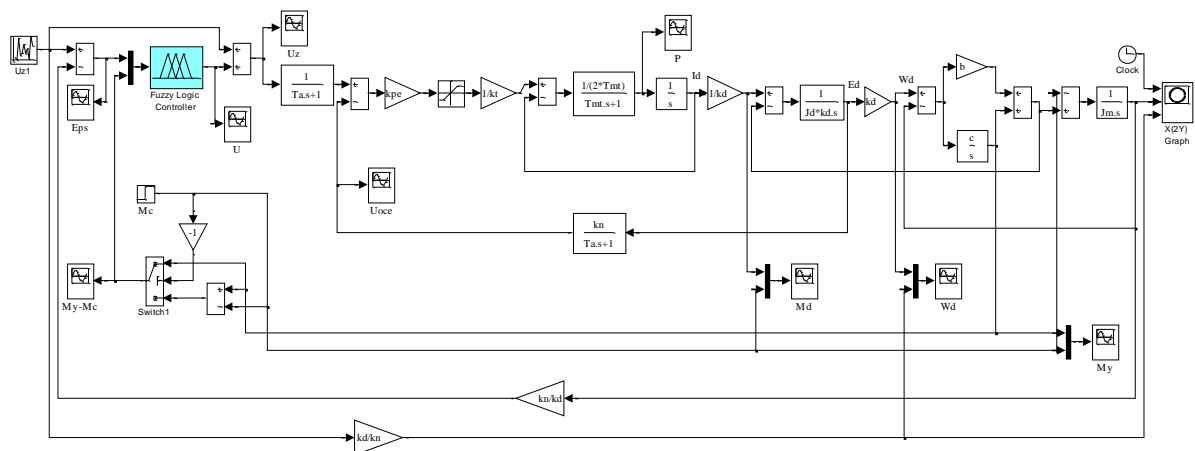 Uz1
Eps
Fuzzy Logic
Controller
U
Uz
1
Ta.s+1
kpe
1/kt
1/(2*Tmt)
Tmt.s+1
P
1
s
Id
1/kd
1
Jd*kd.s
Ed
kd
Wd
b
c
s
1
Jm.s
Clock
X(2Y)
Graph
Uoce
kn
Ta.s+1
Mc
-1
My-Mc
Switch1
Md
Wd
My
kn/kd
kd/kn